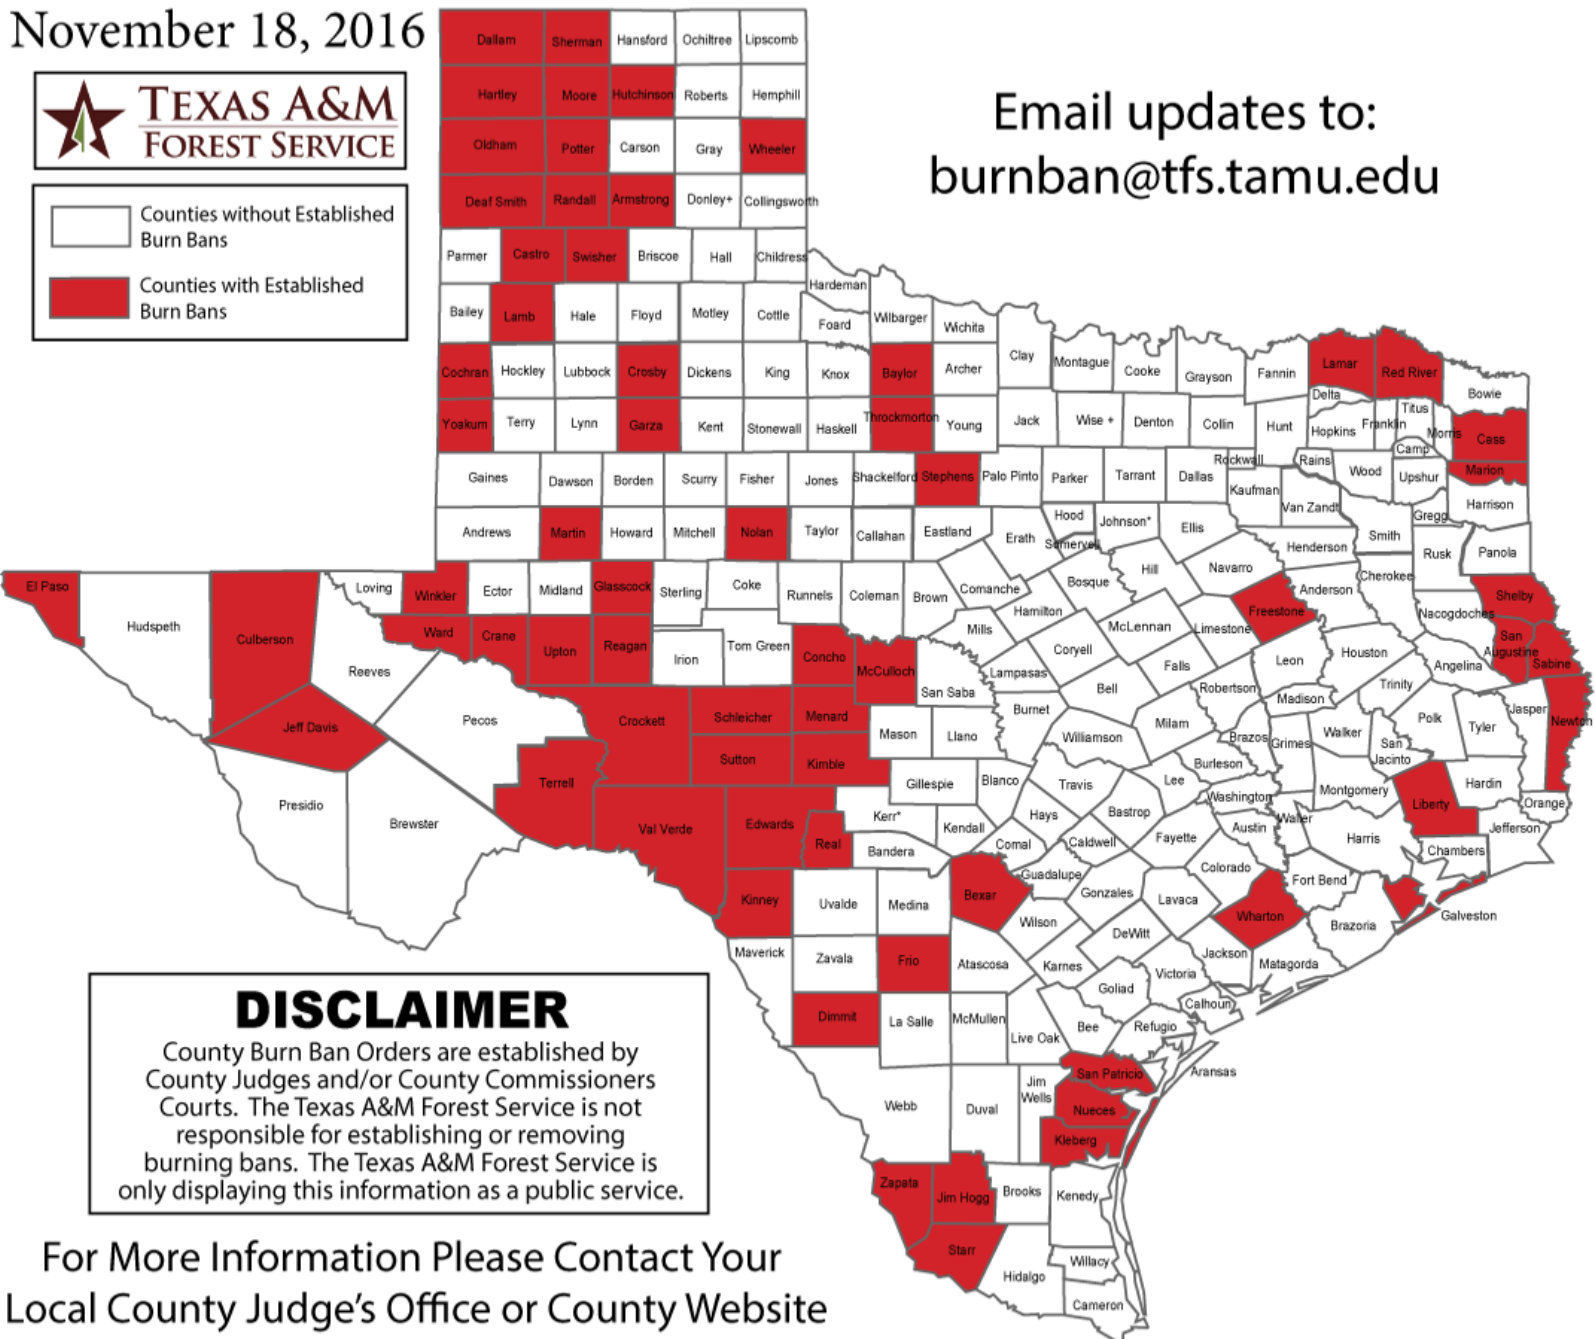 November 18, 2016
TEXAS A&M
FOREST SERVICE
Counties without Established
Burn Bans
Counties with Established
Burn Bans
Email updates to:
burnban@tfs.tamu.edu
Dallam Sherman Hansford Ochiltree Lipscomb
Hartley Moore Hutchinson Roberts Hemphill
Oldham Potter Carson Gray Wheeler
Deaf Smith Randall Armstrong Donley+ Collingsworth
Parmer Castro Swisher Briscoe Hall Childress
Hardeman
Bailey Lamb Hale Floyd Motley Cottle Foard Wilbarger Wichita
Cochran Hockley Lubbock Crosby Dickens King Knox Baylor Archer Clay Montague Cooke Grayson Fannin Lamar Red River Bowie
Delta Titus
Yoakum Terry Lynn Garza Kent Stonewall Haskell Throckmorton Young Jack Wise + Denton Collin Hunt Hopkins Franklin Morris Cass
Camp
Gaines Dawson Borden Scurry Fisher Jones Shackelford Stephens Palo Pinto Parker Tarrant Dallas Rockwall Rains Wood Upshur Marion
Kaufman Van Zandt Gregg Harrison
Andrews Martin Howard Mitchell Nolan Taylor Callahan Eastland Erath Hood Johnson* Ellis Henderson Smith Rusk Panola
Somervell
El Paso Hudspeth Culberson Loving Winkler Ector Midland Glasscock Sterling Coke Runnels Coleman Brown Comanche Bosque Hill Navarro Anderson Cherokee Shelby
Hamilton Freestone Nacogdoches
Reeves Ward Crane Upton Reagan Irion Tom Green Concho McCulloch Mills McLennan Limestone San
Augustine Sabine
San Saba Lampasas Coryell Falls Leon Houston Angelina
Jeff Davis Pecos Crockett Schleicher Menard Mason Llano Burnet Bell Robertson Madison Trinity Jasper Newton
Williamson Milam Brazos Grimes Walker San
Jacinto Polk Tyler
Presidio Brewster Terrell Sutton Kimble Gillespie Blanco Travis Lee Burleson Montgomery Liberty Hardin Orange
Washington
Val Verde Edwards Real Kerr* Kendall Hays Bastrop Fayette Austin Waller Harris Jefferson
Bandera Comal Caldwell Chambers
Kinney Uvalde Medina Bexar Guadalupe Gonzales Lavaca Colorado Fort Bend Galveston
Wilson Wharton Brazoria
Maverick Zavala Frio Atascosa Karnes DeWitt Jackson Matagorda
Victoria
Goliad
Dimmit La Salle McMullen Live Oak Bee Refugio Calhoun
Aransas
San Patricio
Webb Duval Jim
Wells Nueces
Kleberg
Zapata Jim Hogg Brooks Kenedy
Starr Hidalgo Willacy
Cameron
DISCLAIMER
County Burn Ban Orders are established by
County Judges and/or County Commissioners
Courts. The Texas A&M Forest Service is not
responsible for establishing or removing
burning bans. The Texas A&M Forest Service is
only displaying this information as a public service.
For More Information Please Contact Your
Local County Judge's Office or County Website